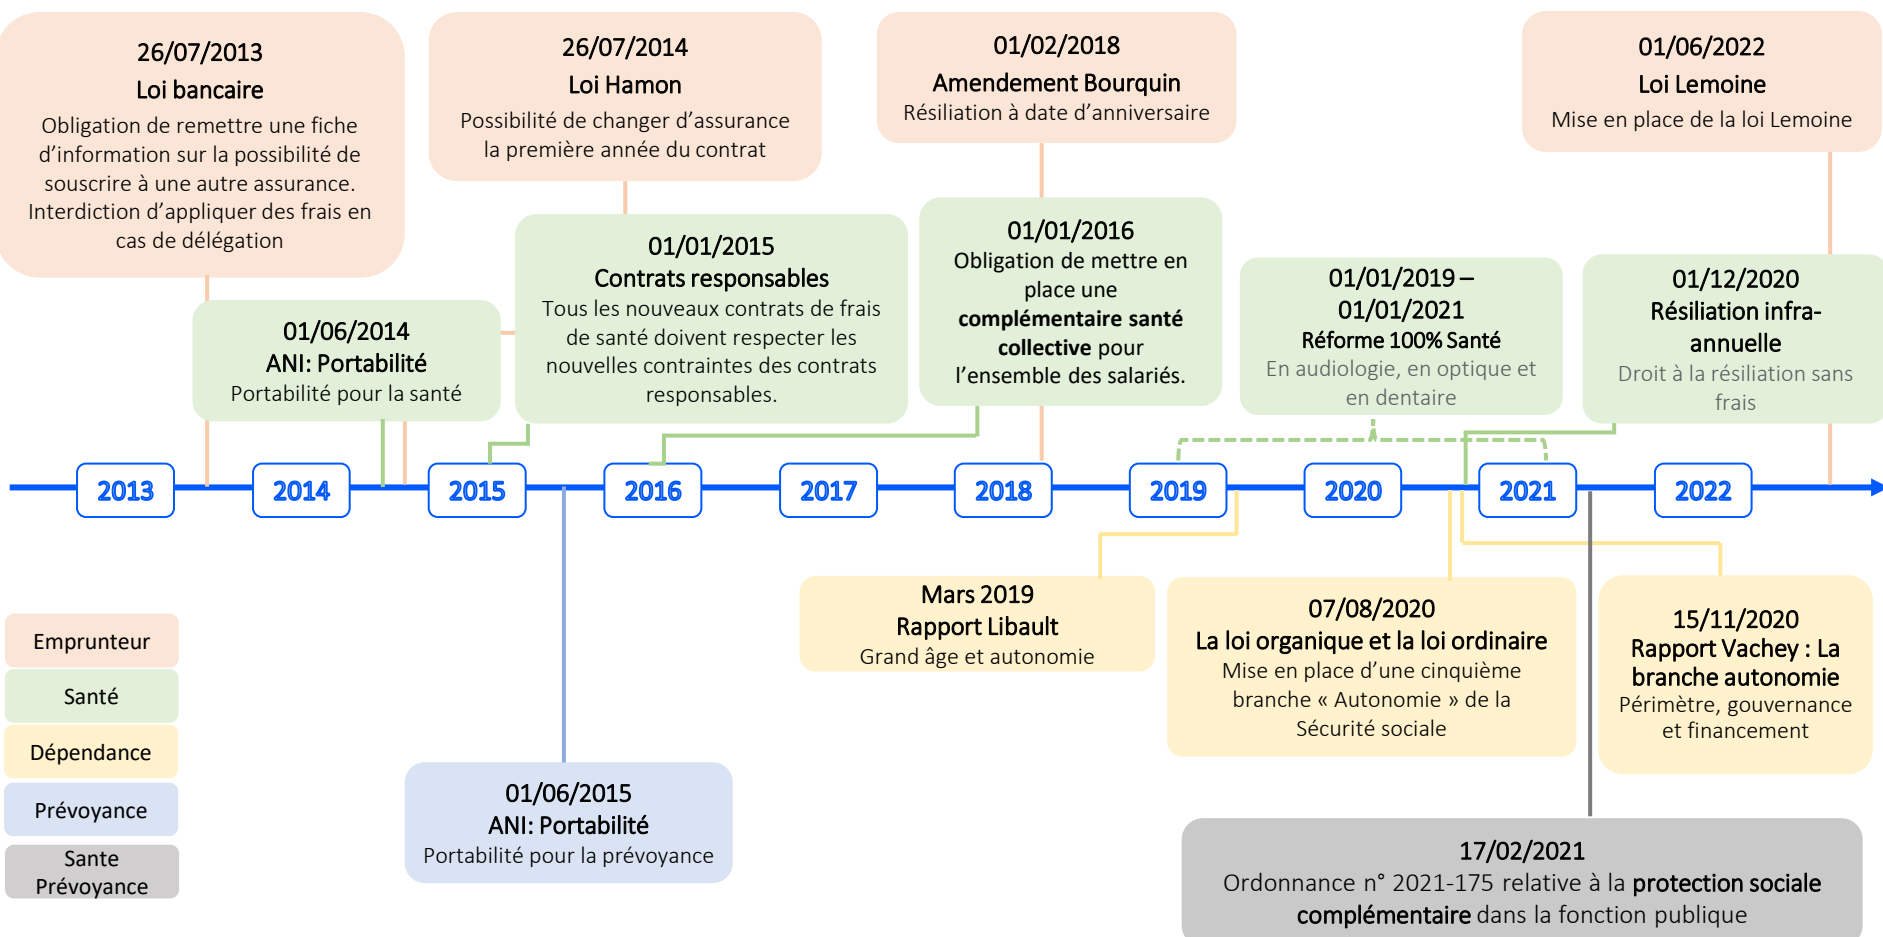 26/07/2013
Loi bancaire
Obligation de remettre une fiche
d’information sur la possibilité de
souscrire à une autre assurance.
Interdiction d’appliquer des frais en
cas de délégation
26/07/2014
Loi Hamon
Possibilité de changer d’assurance
la première année du contrat
01/02/2018
Amendement Bourquin
Résiliation à date d’anniversaire
01/06/2022
Loi Lemoine
Mise en place de la loi Lemoine
01/06/2014
ANI: Portabilité
Portabilité pour la santé
01/01/2015
Contrats responsables
Tous les nouveaux contrats de frais
de santé doivent respecter les
nouvelles contraintes des contrats
responsables.
01/01/2016
Obligation de mettre en
place une
complémentaire santé
collective pour
l’ensemble des salariés.
01/01/2019 –
01/01/2021
Réforme 100% Santé
En audiologie, en optique et
en dentaire
01/12/2020
Résiliation infra-
annuelle
Droit à la résiliation sans
frais
2013
2014
2015
2016
2017
2018
2019
2020
2021
2022
Mars 2019
Rapport Libault
Grand âge et autonomie
07/08/2020
La loi organique et la loi ordinaire
Mise en place d’une cinquième
branche « Autonomie » de la
Sécurité sociale
15/11/2020
Rapport Vachey : La
branche autonomie
Périmètre, gouvernance
et financement
Emprunteur
Santé
Dépendance
Prévoyance
Sante
Prévoyance
01/06/2015
ANI: Portabilité
Portabilité pour la prévoyance
17/02/2021
Ordonnance n° 2021-175 relative à la protection sociale
complémentaire dans la fonction publique